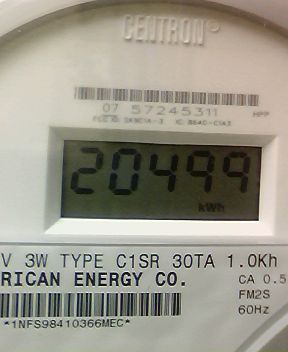 CENTRON®
07 57245311 HPP
20499
kWh
V 3W TYPE C1SR 30TA 1.0Kh
RICAN ENERGY CO. CA 0.5
FM2S
60Hz
*1NFS98410366MEC*